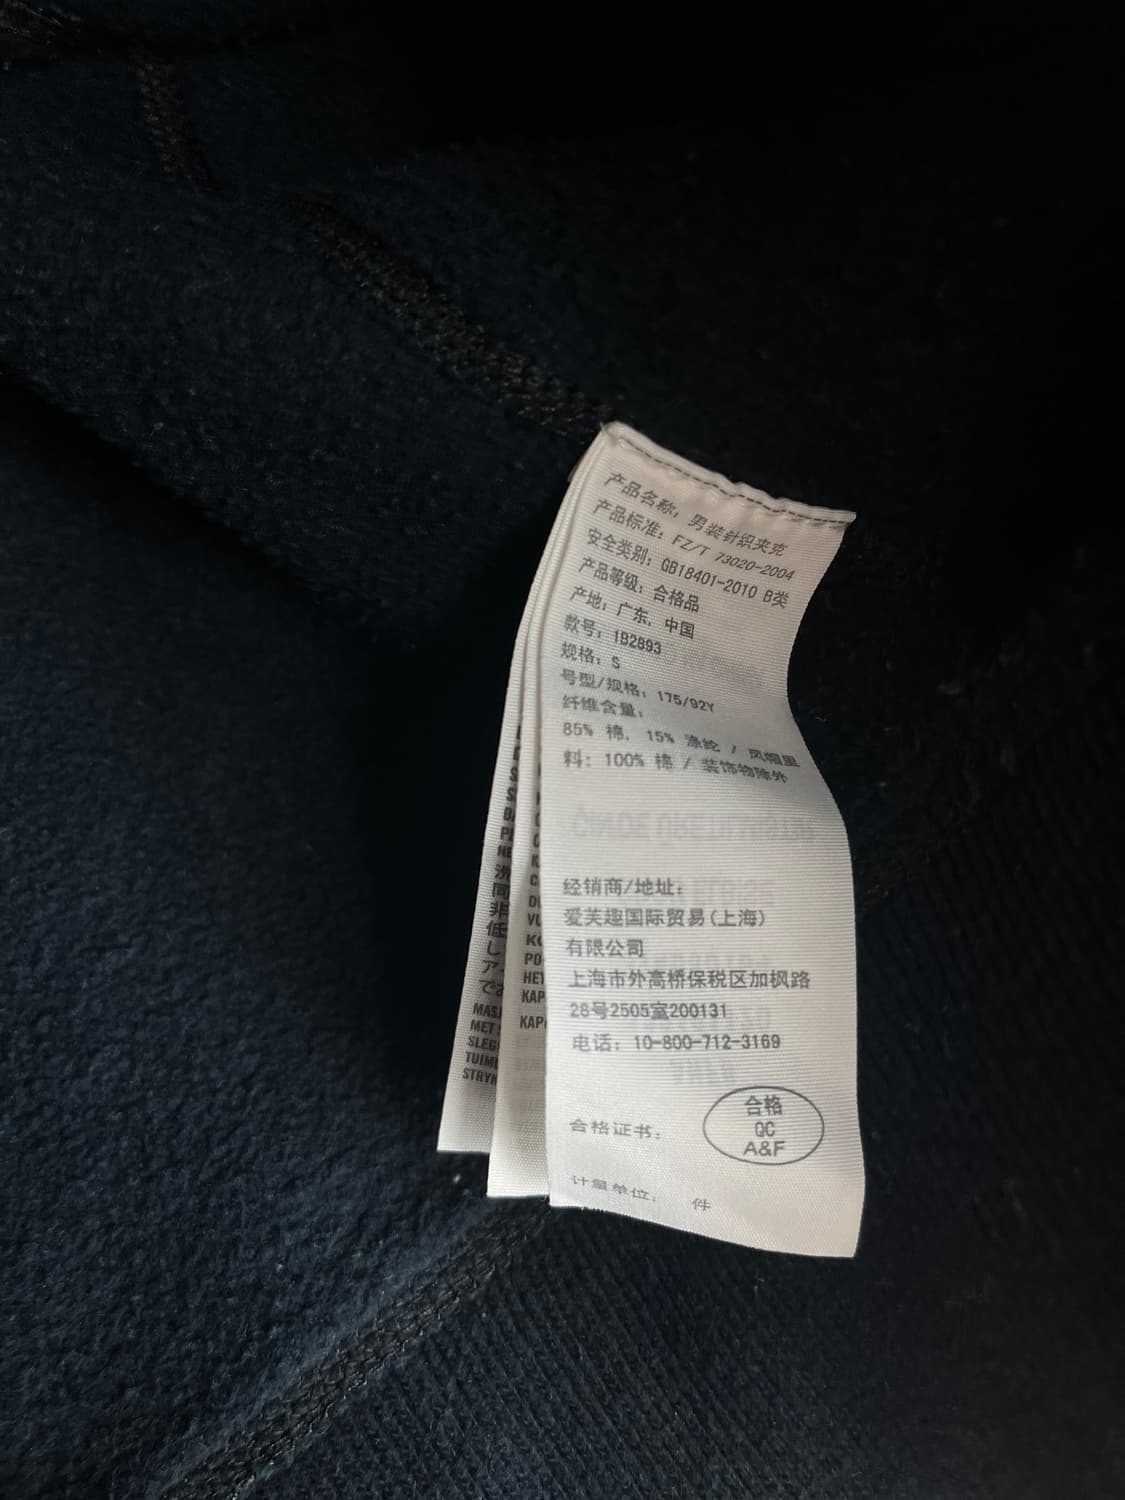 产品名称: 男装针织夹克
产品标准: FZ/T 73020-2004
安全类别: GB18401-2010 B类
产品等级: 合格品
产地: 广东, 中国
款号: 1B2893
规格: S
号型/规格: 175/92Y
纤维含量:
85% 棉, 15% 涤纶 / 风帽里
料: 100% 棉 / 装饰物除外
经销商/地址:
爱芙趣国际贸易(上海)
有限公司
上海市外高桥保税区加枫路
28号2505室200131
电话: 10-800-712-3169
合格证书:
合格
QC
A&F
计量单位: 件